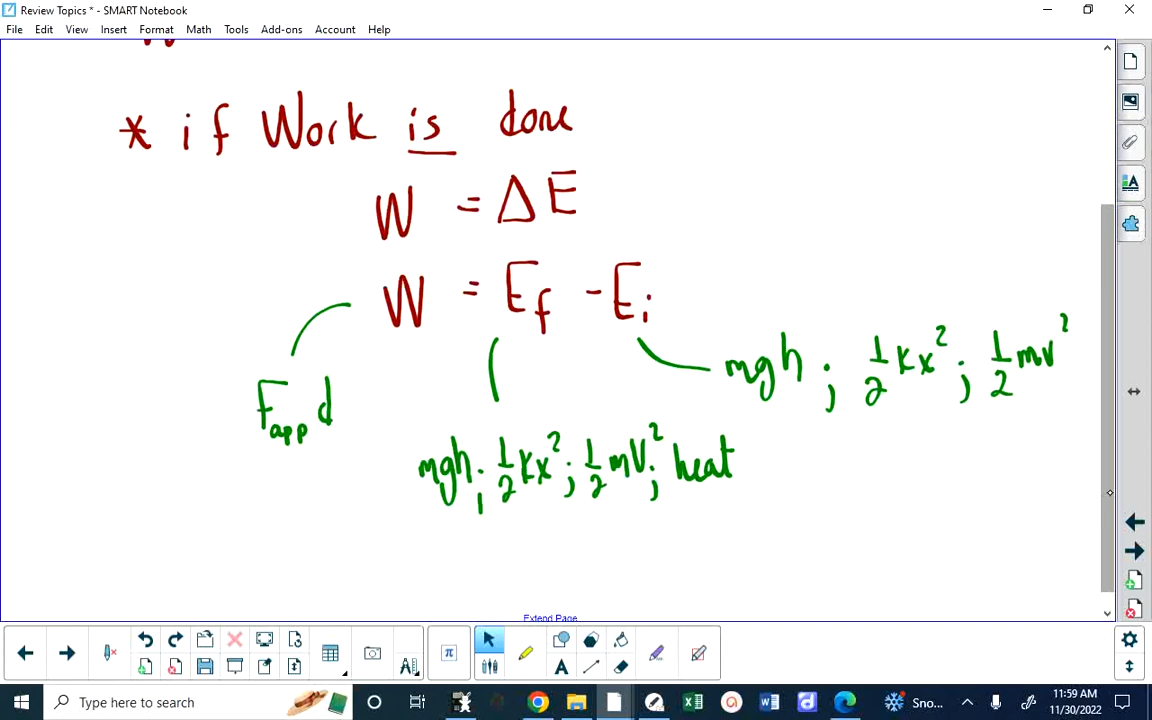 Review Topics * - SMART Notebook
File Edit View Insert Format Math Tools Add-ons Account Help
* if Work is done
W = ΔE
W = Ef - Ei
mgh ; 1/2 kx² ; 1/2 mv²
Fapp d
mgh ; 1/2 kx² ; 1/2 mv² ; heat
Extend Page
Type here to search
Sno...
11:59 AM
11/30/2022